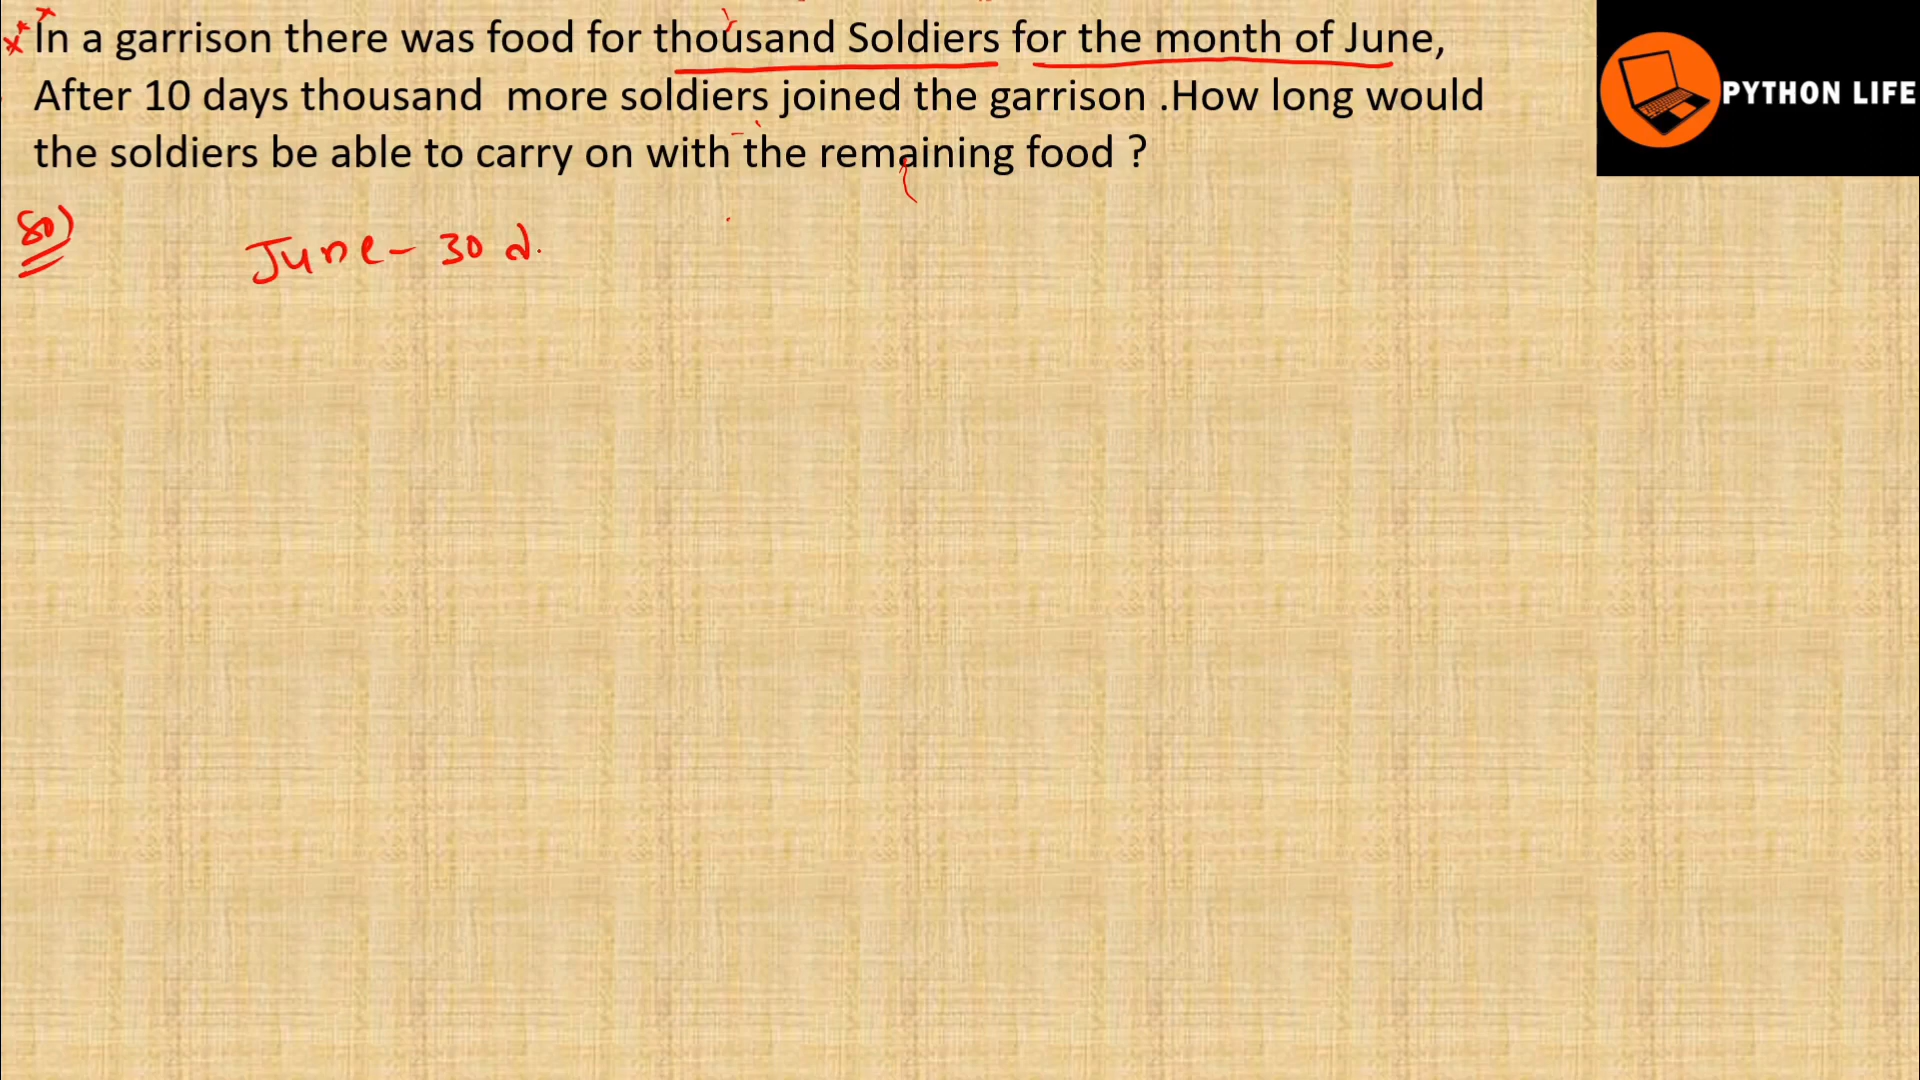 In a garrison there was food for thousand Soldiers for the month of June,
After 10 days thousand more soldiers joined the garrison .How long would
the soldiers be able to carry on with the remaining food ?
PYTHON LIFE
June - 30 d.